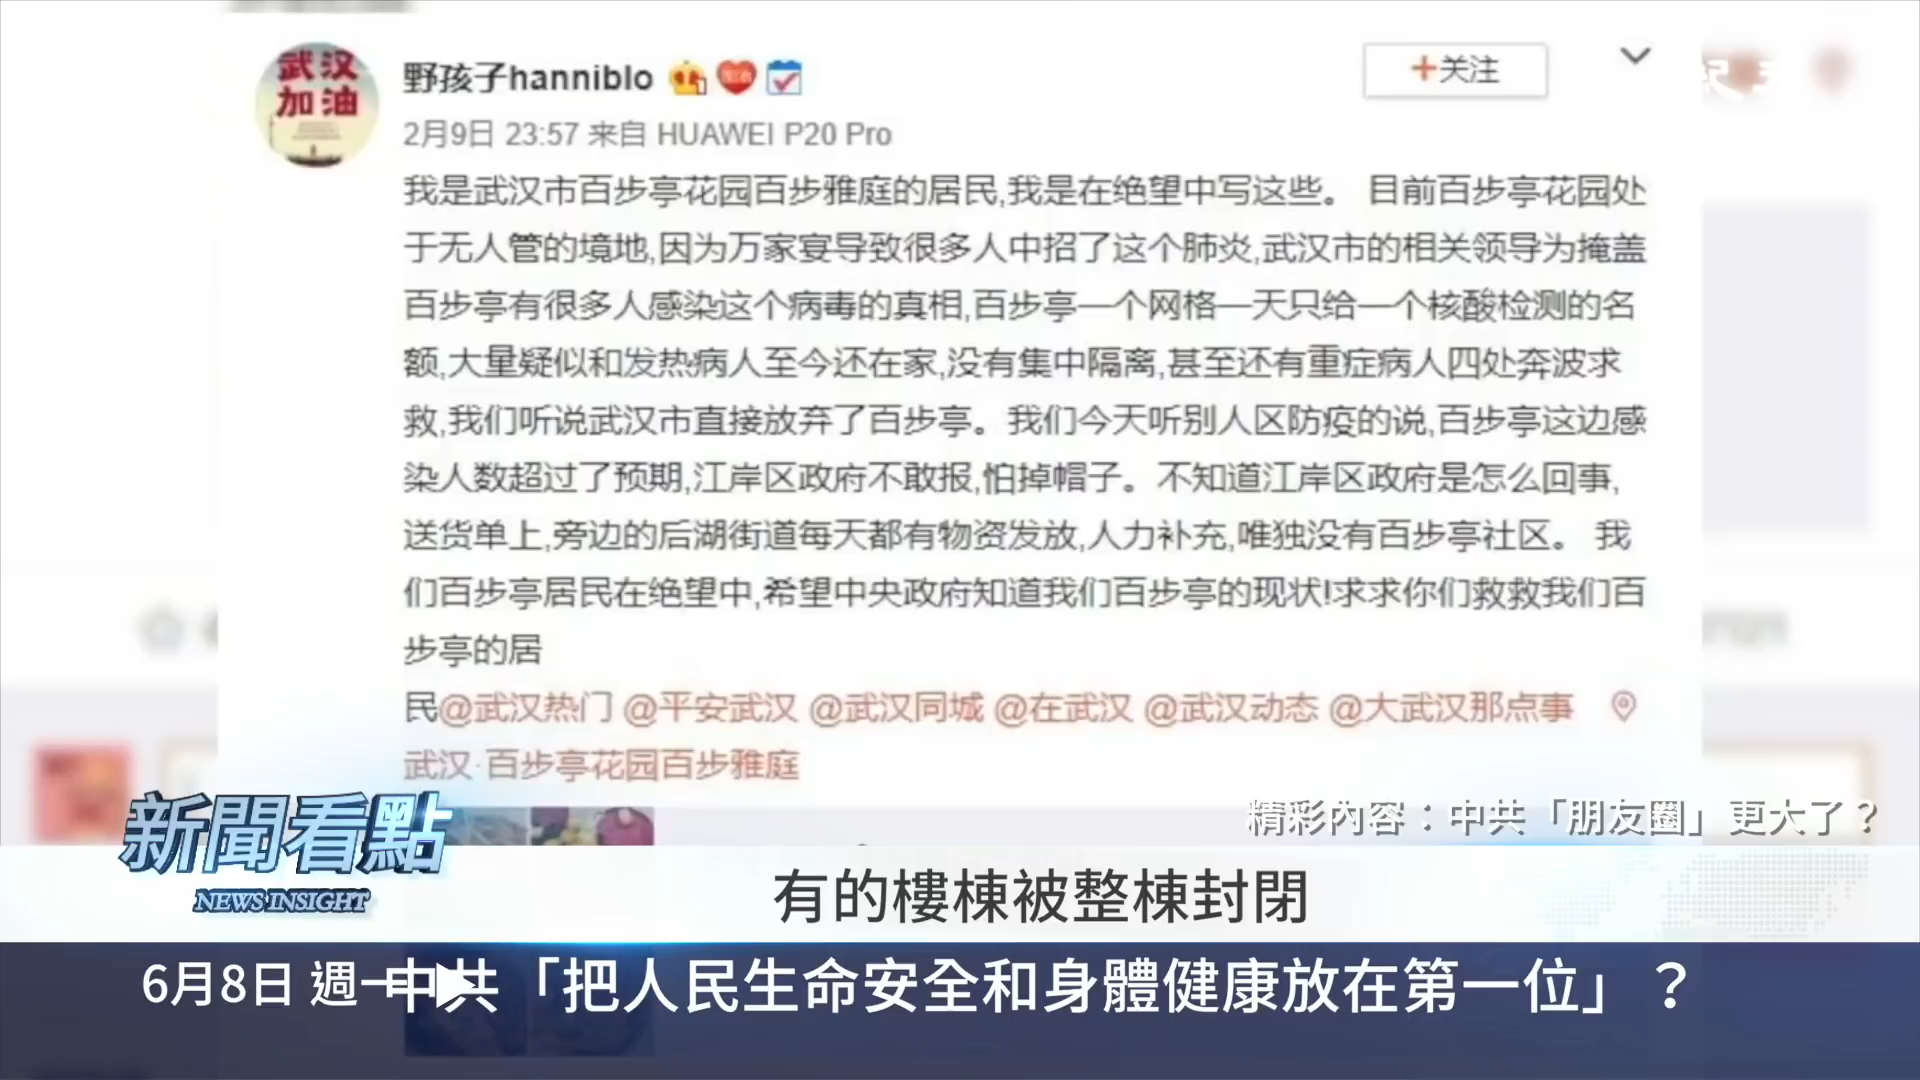 武汉
加油
野孩子hanniblo
+关注
2月9日 23:57 来自 HUAWEI P20 Pro
我是武汉市百步亭花园百步雅庭的居民,我是在绝望中写这些。 目前百步亭花园处
于无人管的境地,因为万家宴导致很多人中招了这个肺炎,武汉市的相关领导为掩盖
百步亭有很多人感染这个病毒的真相,百步亭一个网格一天只给一个核酸检测的名
额,大量疑似和发热病人至今还在家,没有集中隔离,甚至还有重症病人四处奔波求
救,我们听说武汉市直接放弃了百步亭。我们今天听别人区防疫的说,百步亭这边感
染人数超过了预期,江岸区政府不敢报,怕掉帽子。不知道江岸区政府是怎么回事,
送货单上,旁边的后湖街道每天都有物资发放,人力补充,唯独没有百步亭社区。 我
们百步亭居民在绝望中,希望中央政府知道我们百步亭的现状!求求你们救救我们百
步亭的居
民@武汉热门 @平安武汉 @武汉同城 @在武汉 @武汉动态 @大武汉那点事
武汉·百步亭花园百步雅庭
新聞看點
NEWS INSIGHT
精彩內容：中共「朋友圈」更大了？
有的樓棟被整棟封閉
6月8日 週一
中共「把人民生命安全和身體健康放在第一位」？